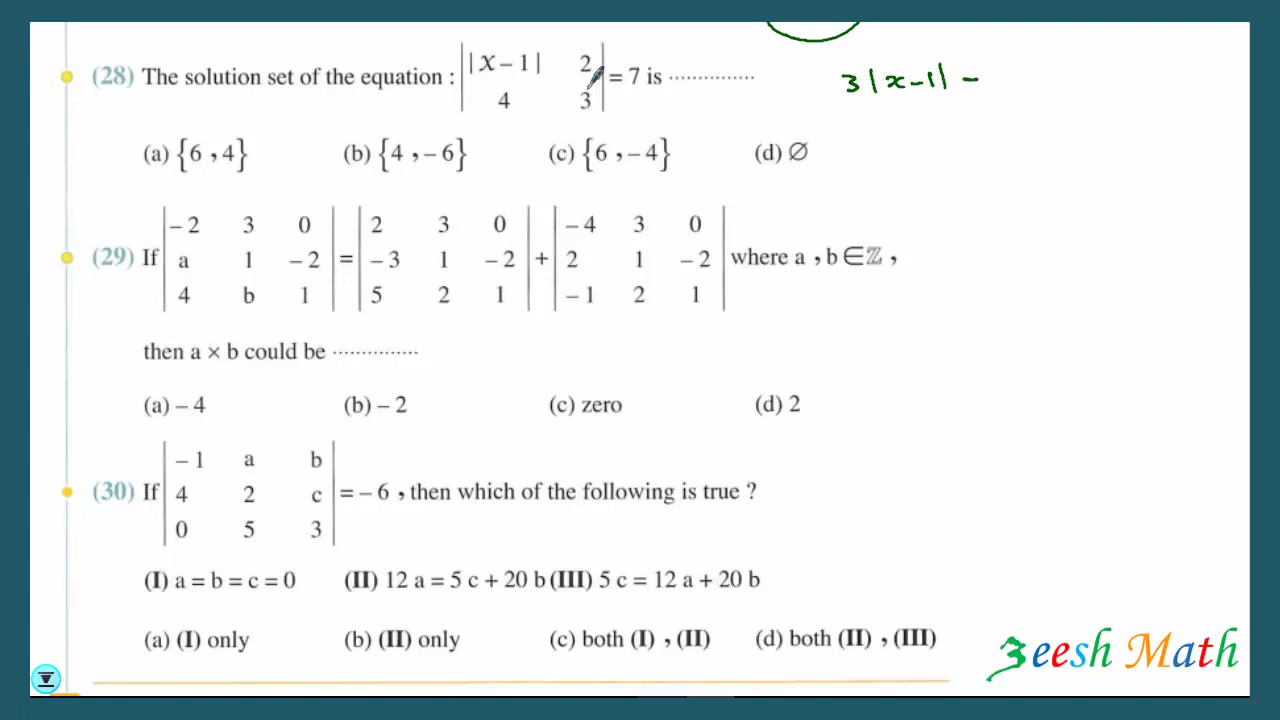 (28) The solution set of the equation : | |x – 1| 2 |
| 4 3 | = 7 is ...............
3 |x - 1| -
(a) {6 , 4} (b) {4 , – 6} (c) {6 , – 4} (d) ∅
(29) If | – 2 3 0 | = | 2 3 0 | + | – 4 3 0 |
| a 1 – 2 | | – 3 1 – 2 | | 2 1 – 2 | where a , b ∈ ℤ ,
| 4 b 1 | | 5 2 1 | | – 1 2 1 |
then a × b could be ...............
(a) – 4 (b) – 2 (c) zero (d) 2
(30) If | – 1 a b |
| 4 2 c | = – 6 , then which of the following is true ?
| 0 5 3 |
(I) a = b = c = 0 (II) 12 a = 5 c + 20 b (III) 5 c = 12 a + 20 b
(a) (I) only (b) (II) only (c) both (I) , (II) (d) both (II) , (III)
3eesh Math